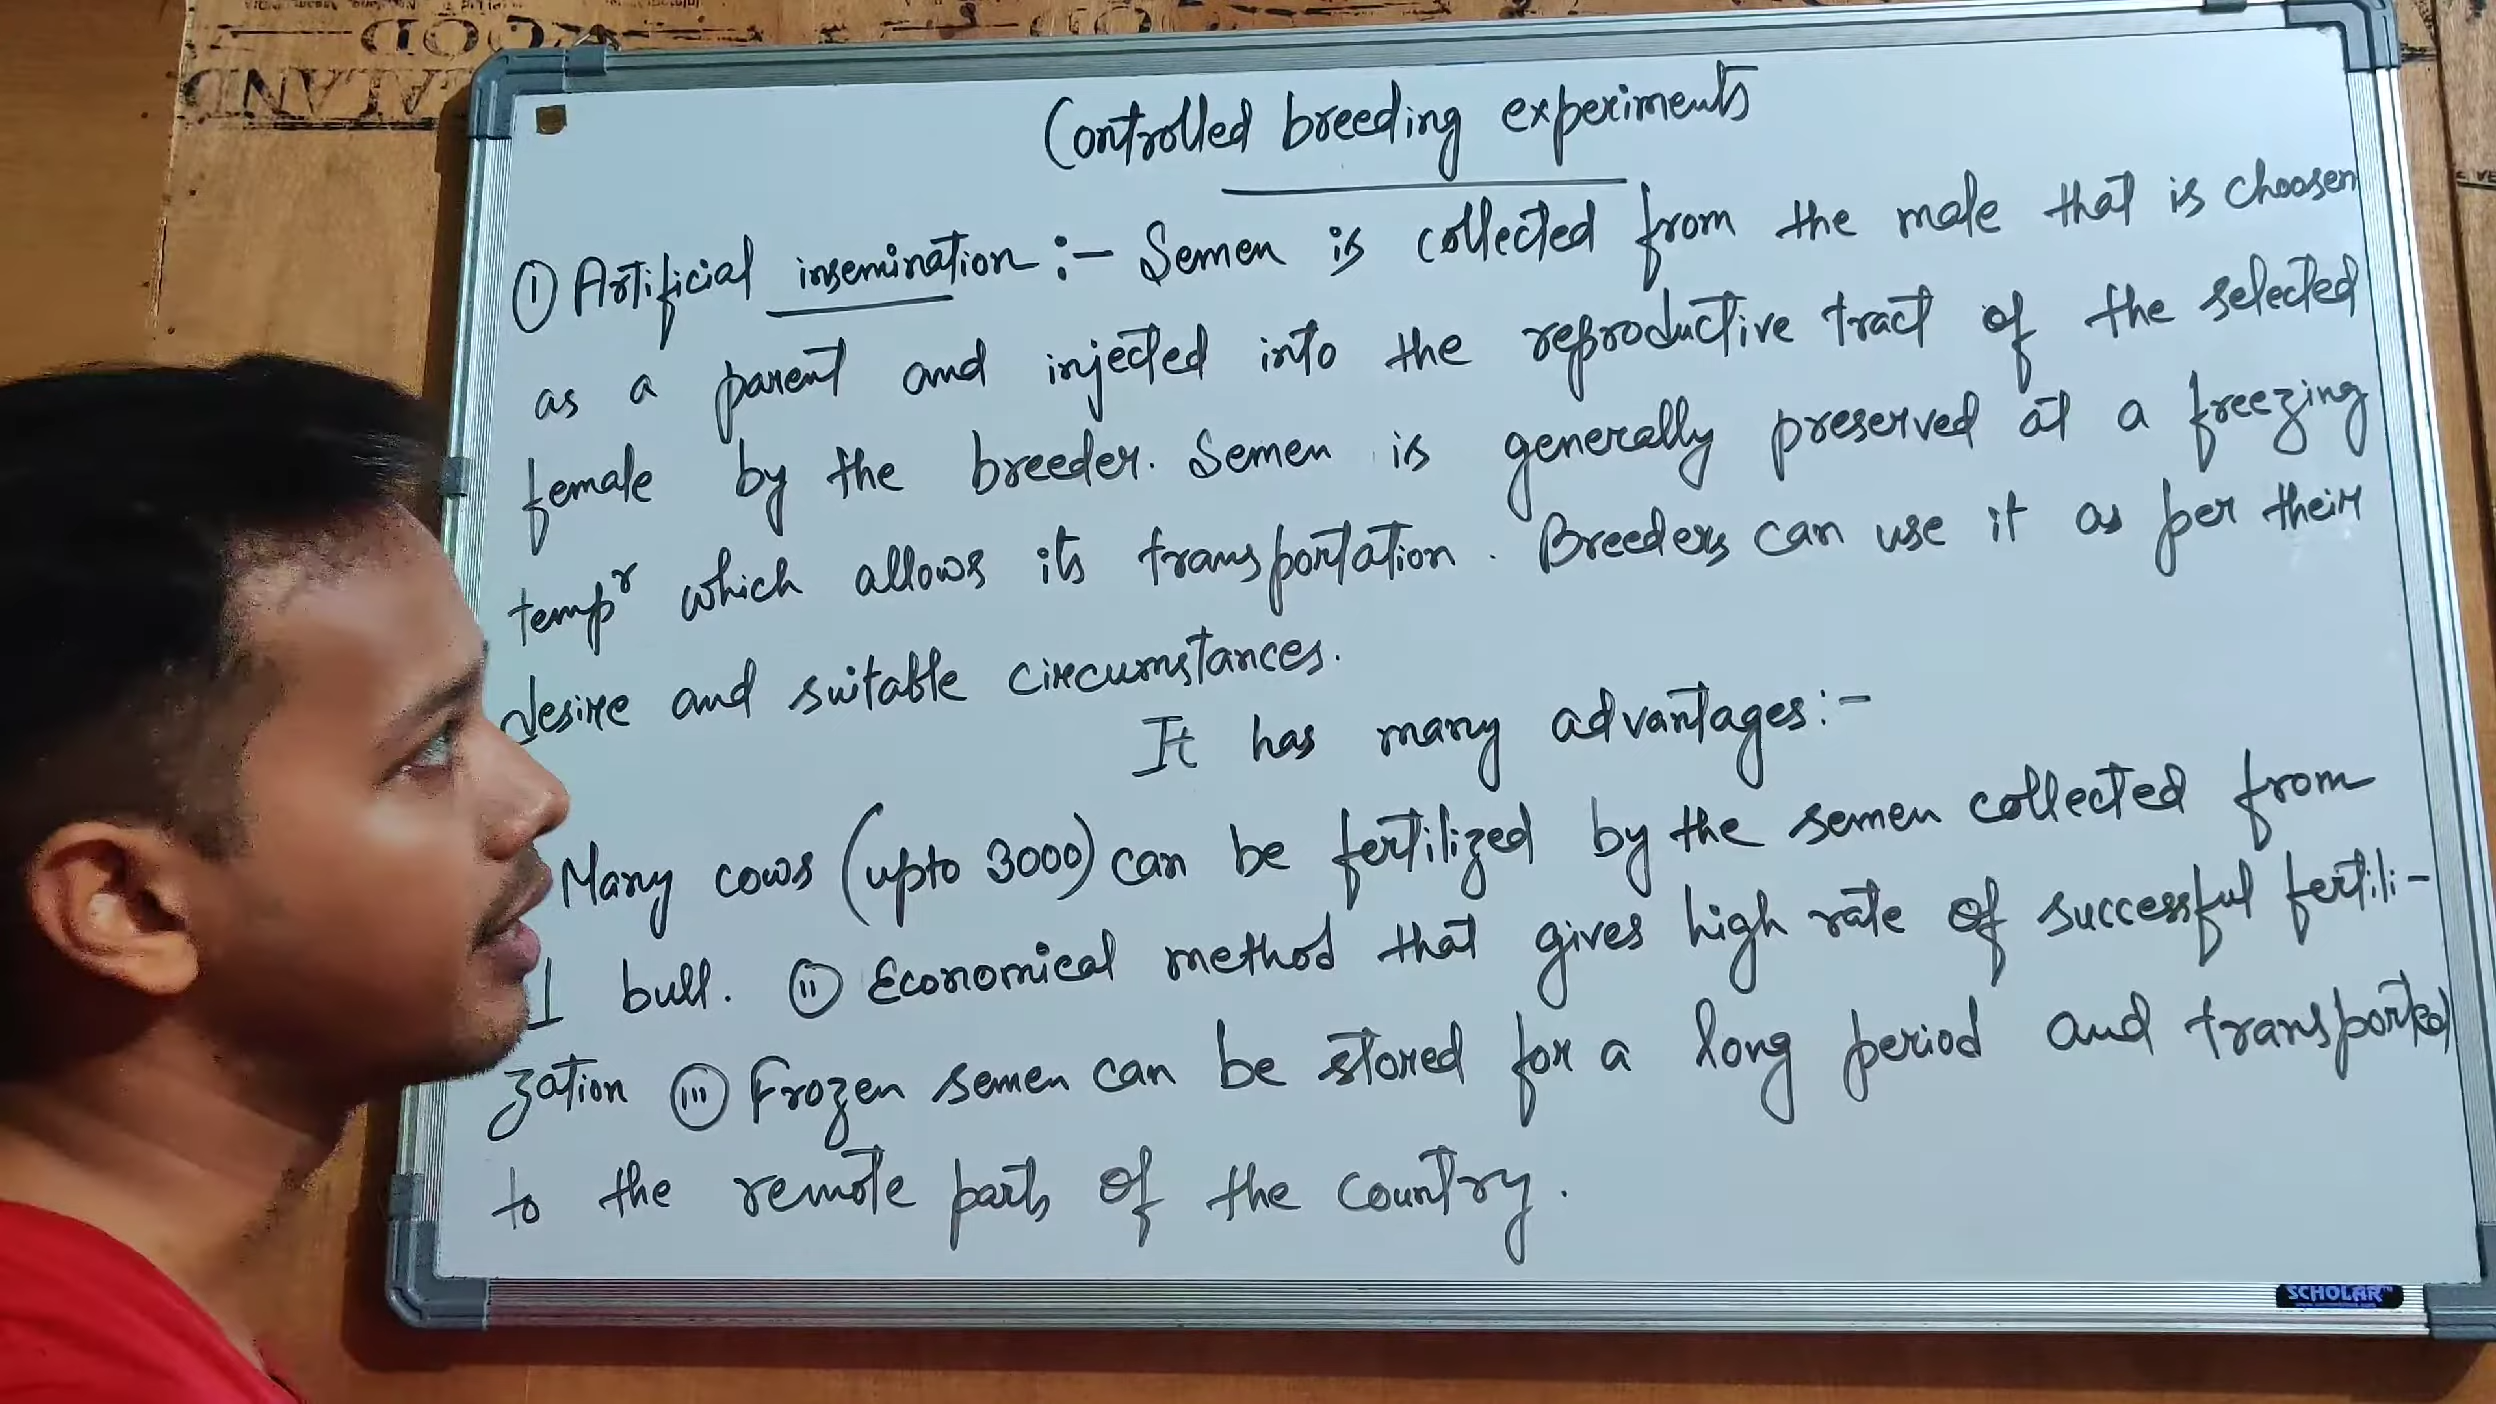 Controlled breeding experiments
① Artificial insemination :- Semen is collected from the male that is choosen
as a parent and injected into the reproductive tract of the selected
female by the breeder. Semen is generally preserved at a freezing
tempr which allows its transportation. Breeders can use it as per their
desire and suitable circumstances.
It has many advantages:-
Many cows (upto 3000) can be fertilized by the semen collected from
1 bull. ⓘⓘ Economical method that gives high rate of successful fertili-
zation ⓘⓘⓘ Frozen semen can be stored for a long period and transported
to the remote parts of the country.
SCHOLAR